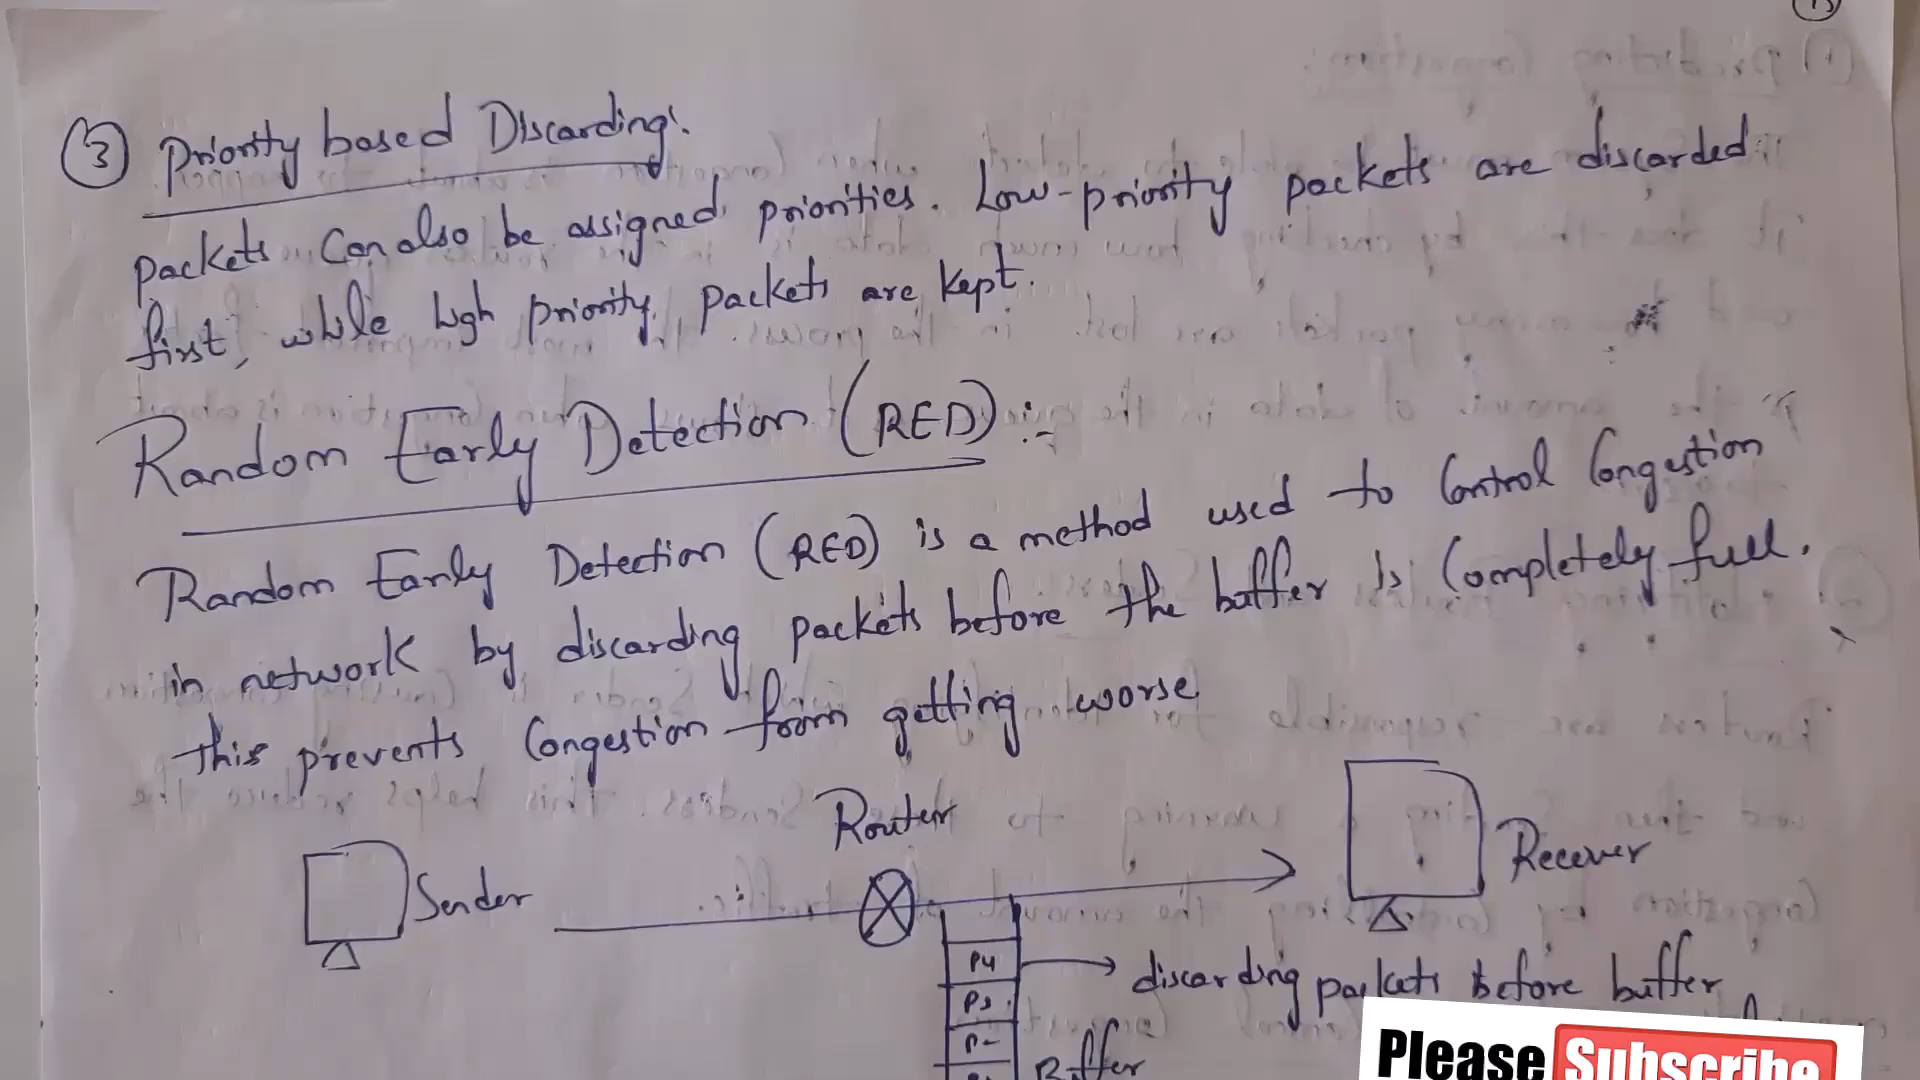 ③ Priority based Discarding:
packets Can also be assigned priorities. Low-priority packets are discarded
first, while high priority packets are kept.
Random Early Detection (RED) :-
Random Early Detection (RED) is a method used to Control Congestion
in network by discarding packets before the buffer is Completely full.
this prevents Congestion from getting worse
Router
Sender
Receiver
P4
discarding packets before buffer
P3
Buffer
Please Subscribe